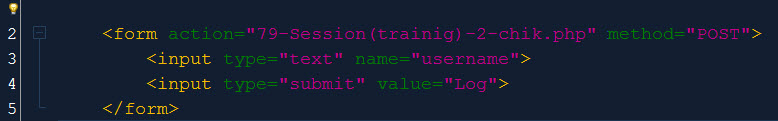 2 <form action="79-Session(trainig)-2-chik.php" method="POST">
3 <input type="text" name="username">
4 <input type="submit" value="Log">
5 </form>